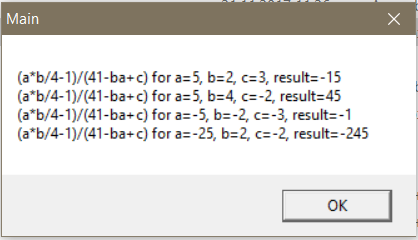 Main
(a*b/4-1)/(41-ba+c) for a=5, b=2, c=3, result=-15
(a*b/4-1)/(41-ba+c) for a=5, b=4, c=-2, result=45
(a*b/4-1)/(41-ba+c) for a=-5, b=-2, c=-3, result=-1
(a*b/4-1)/(41-ba+c) for a=-25, b=2, c=-2, result=-245
OK